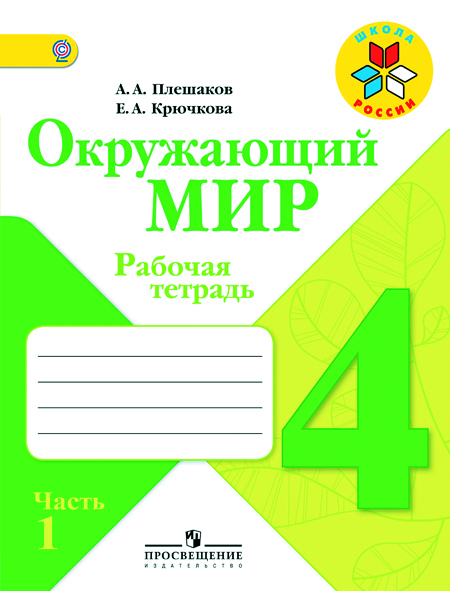 А. А. Плешаков
Е. А. Крючкова
ШКОЛА
РОССИИ
Окружающий
МИР
Рабочая
тетрадь
4
Часть
1
ПРОСВЕЩЕНИЕ
ИЗДАТЕЛЬСТВО